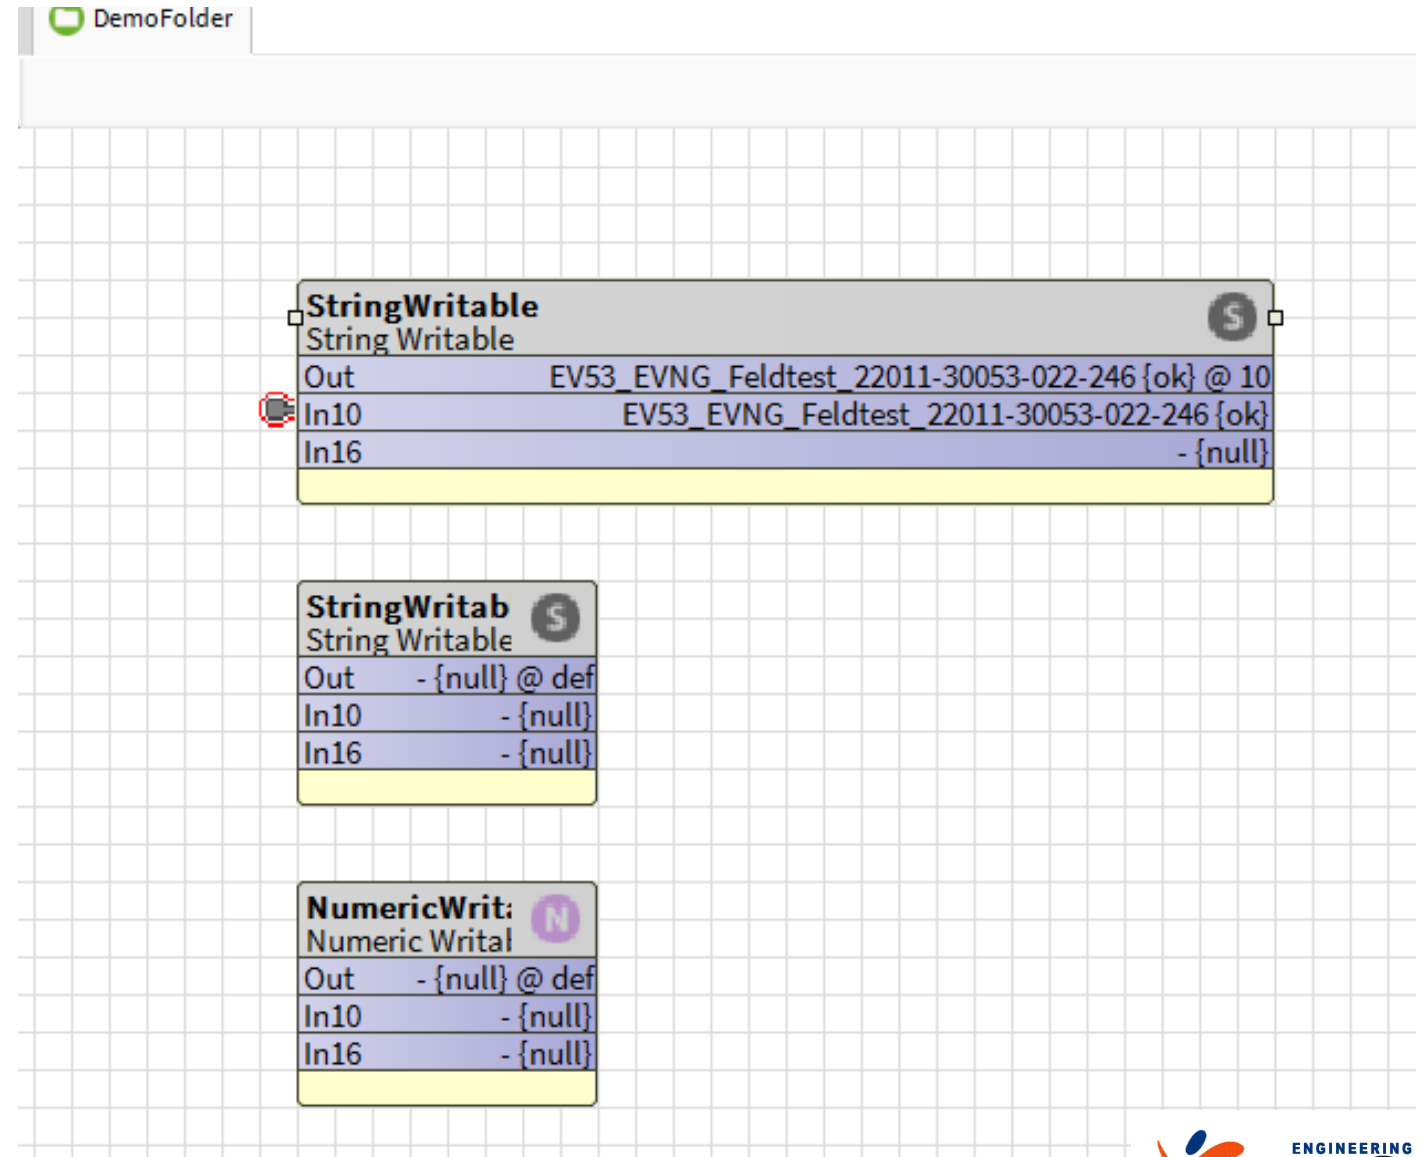 DemoFolder
StringWritable
S
String Writable
Out EV53_EVNG_Feldtest_22011-30053-022-246 {ok} @ 10
In10 EV53_EVNG_Feldtest_22011-30053-022-246 {ok}
In16 - {null}
StringWritab
S
String Writable
Out - {null} @ def
In10 - {null}
In16 - {null}
NumericWrita
N
Numeric Writal
Out - {null} @ def
In10 - {null}
In16 - {null}
ENGINEERING